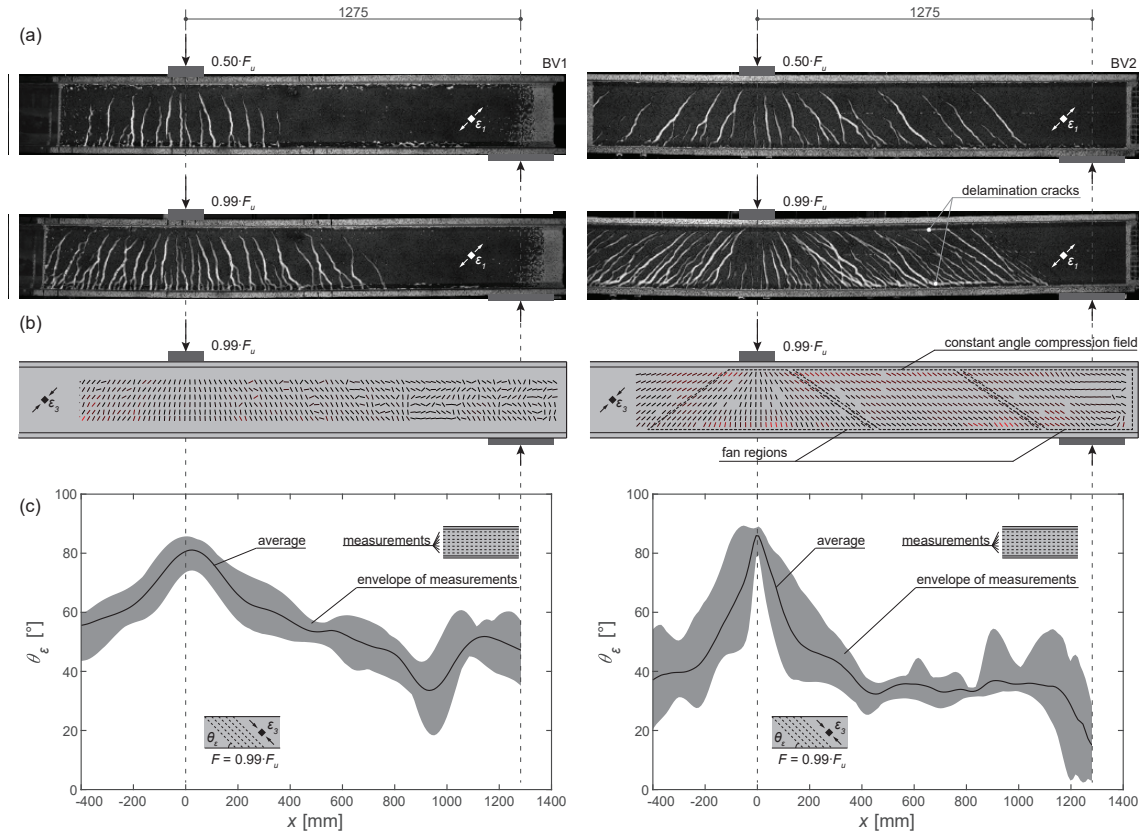 1275
1275
(a)
0.50·Fu
BV1
0.50·Fu
BV2
ε1
ε1
delamination cracks
0.99·Fu
0.99·Fu
ε1
ε1
(b)
0.99·Fu
0.99·Fu
constant angle compression field
ε3
ε3
fan regions
(c)
100
80
60
40
20
0
θε [°]
average
measurements
envelope of measurements
θε
ε3
F = 0.99·Fu
-400
-200
0
200
400
600
800
1000
1200
1400
x [mm]
100
80
60
40
20
0
θε [°]
average
measurements
envelope of measurements
θε
ε3
F = 0.99·Fu
-400
-200
0
200
400
600
800
1000
1200
1400
x [mm]